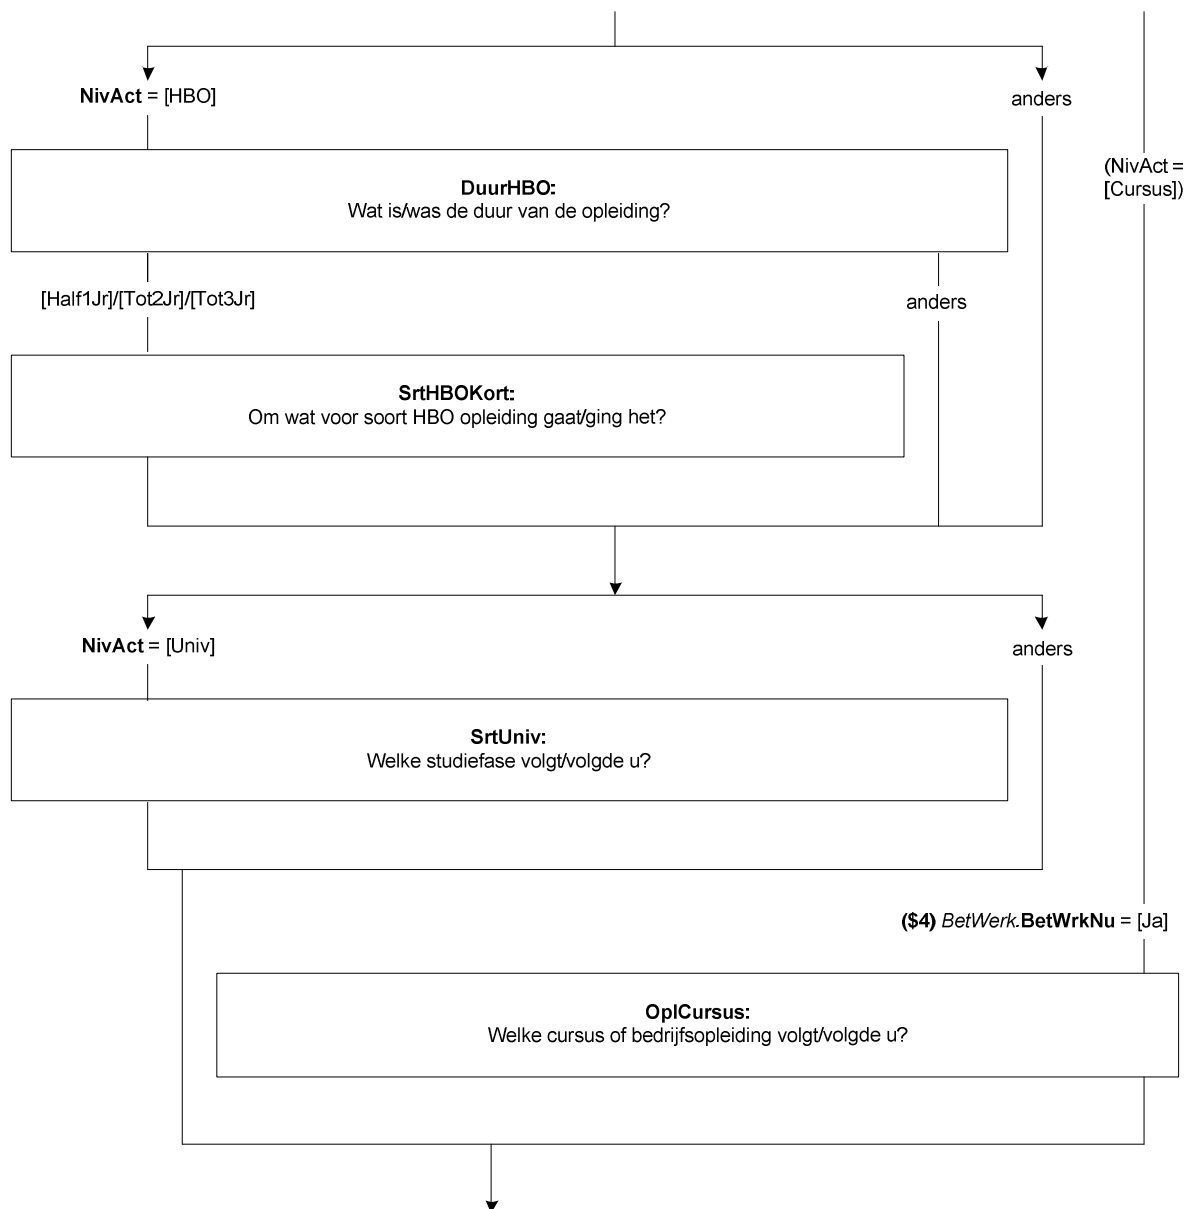 NivAct = [HBO]
anders
(NivAct =
[Cursus])
DuurHBO:
Wat is/was de duur van de opleiding?
[Half1Jr]/[Tot2Jr]/[Tot3Jr]
anders
SrtHBOKort:
Om wat voor soort HBO opleiding gaat/ging het?
NivAct = [Univ]
anders
SrtUniv:
Welke studiefase volgt/volgde u?
($4) BetWerk.BetWrkNu = [Ja]
OplCursus:
Welke cursus of bedrijfsopleiding volgt/volgde u?